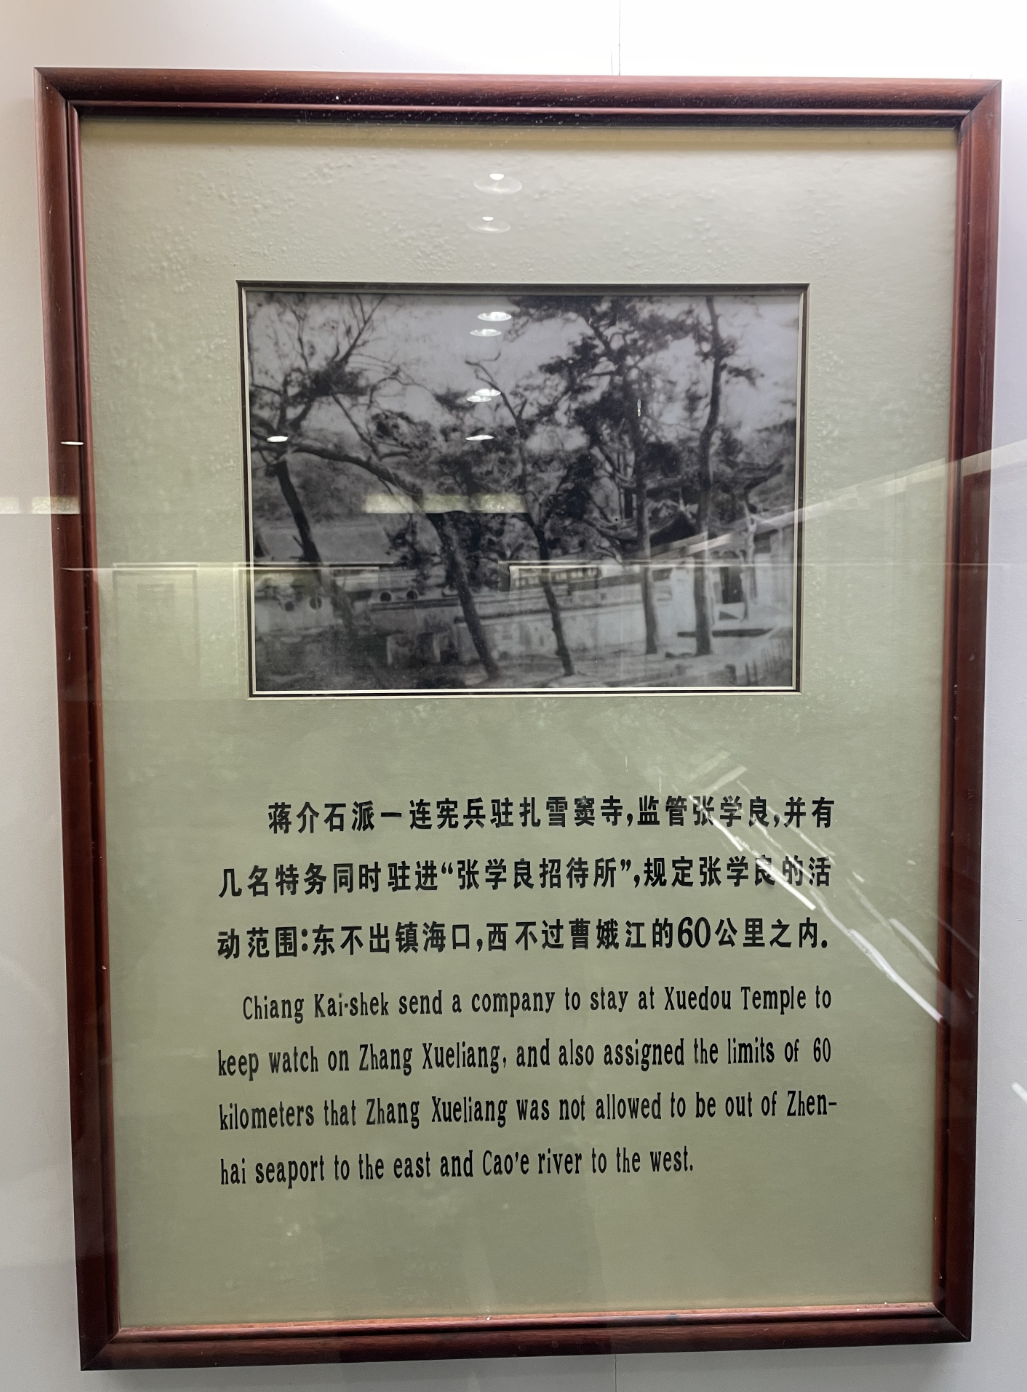 蒋介石派一连宪兵驻扎雪窦寺,监管张学良,并有
几名特务同时驻进“张学良招待所”,规定张学良的活
动范围:东不出镇海口,西不过曹娥江的60公里之内.
Chiang Kai-shek send a company to stay at Xuedou Temple to
keep watch on Zhang Xueliang, and also assigned the limits of 60
kilometers that Zhang Xueliang was not allowed to be out of Zhen-
hai seaport to the east and Cao'e river to the west.